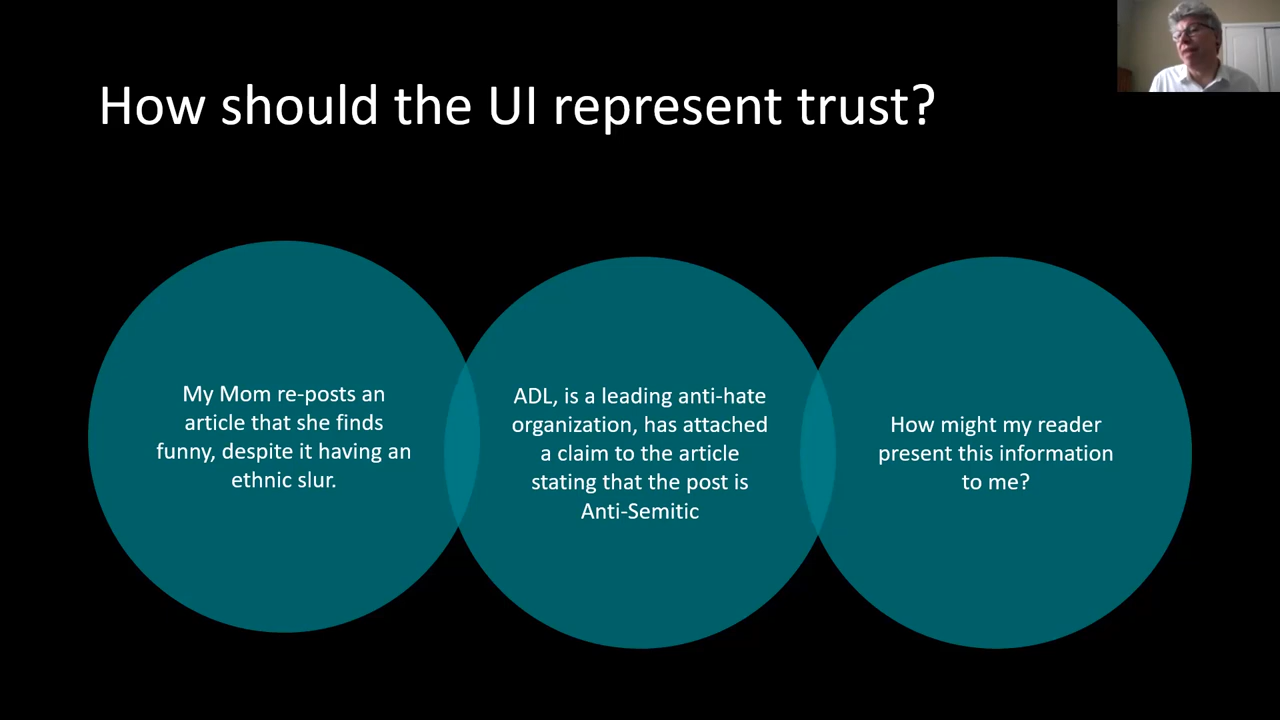 How should the UI represent trust?
My Mom re-posts an
article that she finds
funny, despite it having an
ethnic slur.
ADL, is a leading anti-hate
organization, has attached
a claim to the article
stating that the post is
Anti-Semitic
How might my reader
present this information
to me?